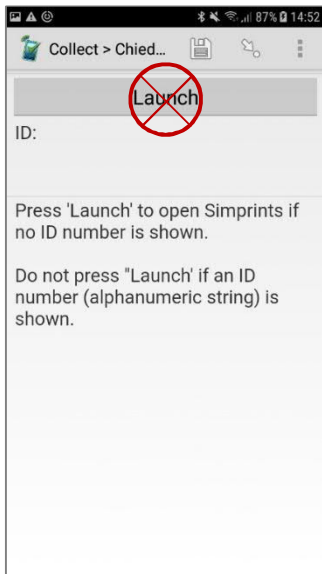 87% 14:52
Collect > Chied...
Launch
ID:
Press 'Launch' to open Simprints if
no ID number is shown.
Do not press "Launch' if an ID
number (alphanumeric string) is
shown.